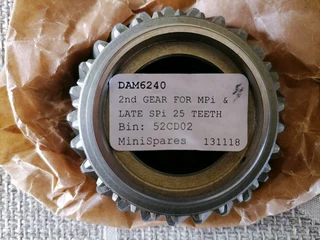 DAM6240
2nd GEAR FOR MPi &
LATE SPi 25 TEETH
Bin: 52CD02
MiniSpares 131118